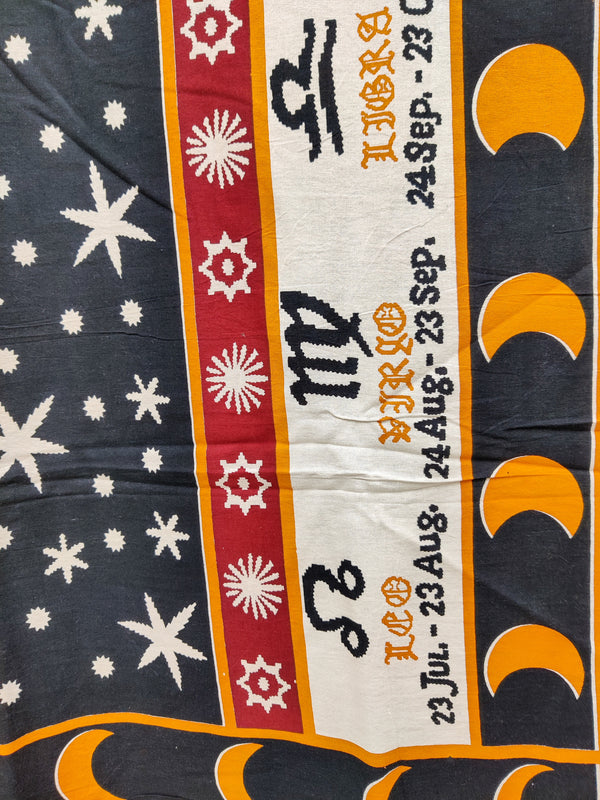 LEO
23 Jul. - 23 Aug.
VIRGO
24 Aug. - 23 Sep.
LIBRA
24 Sep. - 23